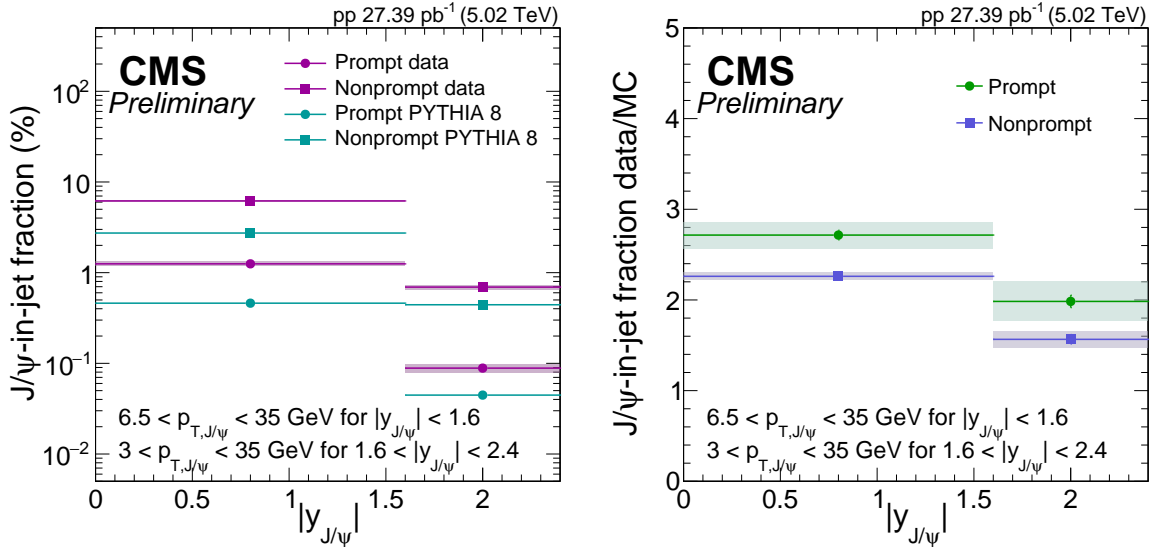 pp 27.39 pb⁻¹ (5.02 TeV)
CMS
Preliminary
Prompt data
Nonprompt data
Prompt PYTHIA 8
Nonprompt PYTHIA 8
J/ψ-in-jet fraction (%)
10²
10
1
10⁻¹
10⁻²
6.5 < p_T,J/ψ < 35 GeV for |y_J/ψ| < 1.6
3 < p_T,J/ψ < 35 GeV for 1.6 < |y_J/ψ| < 2.4
0 0.5 1 1.5 2
|y_J/ψ|
pp 27.39 pb⁻¹ (5.02 TeV)
CMS
Preliminary
Prompt
Nonprompt
J/ψ-in-jet fraction data/MC
5
4
3
2
1
0
6.5 < p_T,J/ψ < 35 GeV for |y_J/ψ| < 1.6
3 < p_T,J/ψ < 35 GeV for 1.6 < |y_J/ψ| < 2.4
0 0.5 1 1.5 2
|y_J/ψ|